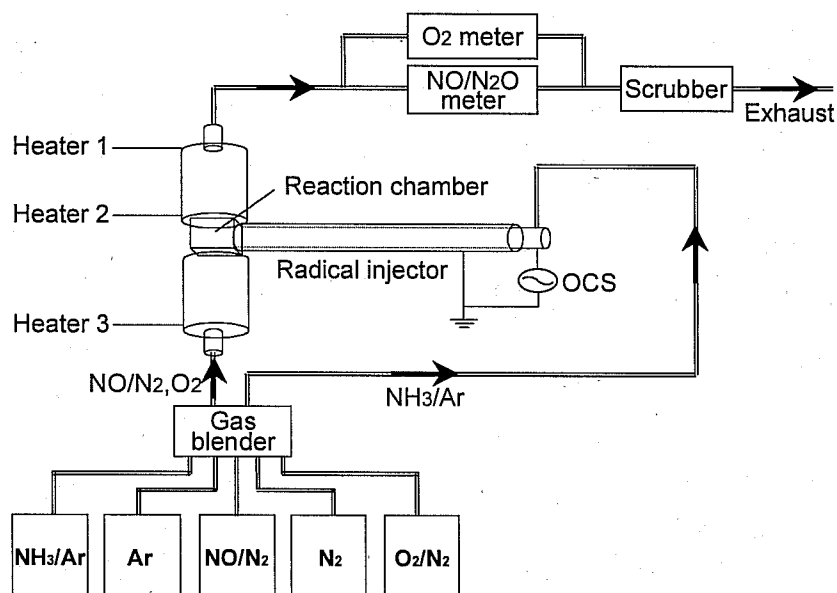 O2 meter
NO/N2O
meter
Scrubber
Exhaust
Heater 1
Reaction chamber
Heater 2
Radical injector
OCS
Heater 3
NO/N2,O2
NH3/Ar
Gas
blender
NH3/Ar
Ar
NO/N2
N2
O2/N2